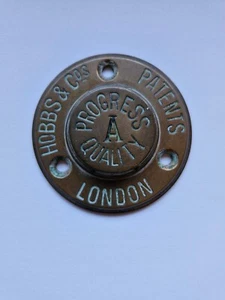 HOBBS & Cos PATENTS
LONDON
PROGRESS
A
QUALITY